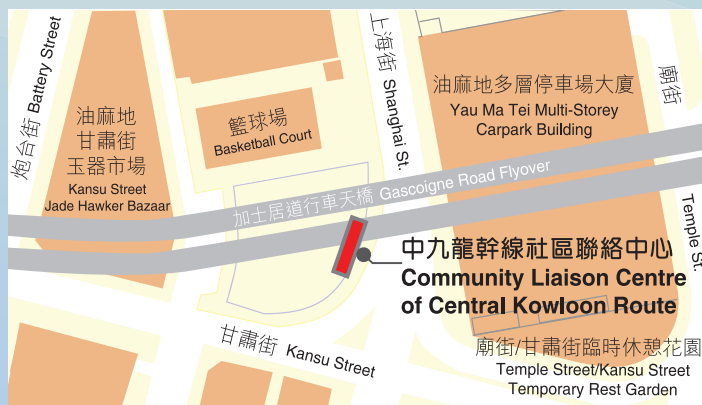 炮台街 Battery Street
油麻地
甘肅街
玉器市場
Kansu Street
Jade Hawker Bazaar
籃球場
Basketball Court
上海街 Shanghai St.
油麻地多層停車場大廈
Yau Ma Tei Multi-Storey
Carpark Building
廟街
Temple St.
加士居道行車天橋 Gascoigne Road Flyover
中九龍幹線社區聯絡中心
Community Liaison Centre
of Central Kowloon Route
甘肅街 Kansu Street
廟街/甘肅街臨時休憩花園
Temple Street/Kansu Street
Temporary Rest Garden